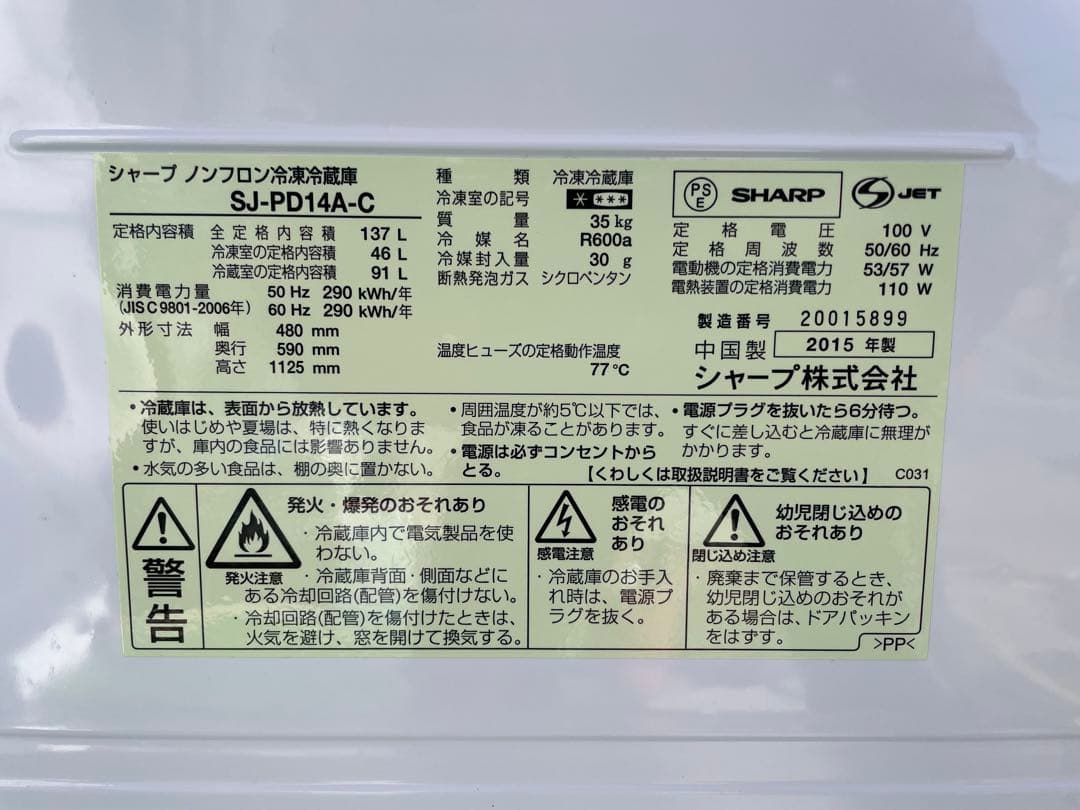 シャープ ノンフロン冷凍冷蔵庫
SJ-PD14A-C
定格内容積 全定格内容積 137 L
冷凍室の定格内容積 46 L
冷蔵室の定格内容積 91 L
消費電力量 50 Hz 290 kWh/年
(JIS C 9801-2006年) 60 Hz 290 kWh/年
外形寸法 幅 480 mm
奥行 590 mm
高さ 1125 mm
種類 冷凍冷蔵庫
冷凍室の記号 * ***
質量 35 kg
冷媒名 R600a
冷媒封入量 30 g
断熱発泡ガス シクロペンタン
温度ヒューズの定格動作温度
77℃
PS
E
SHARP
S JET
定格電圧 100 V
定格周波数 50/60 Hz
電動機の定格消費電力 53/57 W
電熱装置の定格消費電力 110 W
製造番号 20015899
中国製 2015 年製
シャープ株式会社
・冷蔵庫は、表面から放熱しています。
使いはじめや夏場は、特に熱くなりま
すが、庫内の食品には影響ありません。
・水気の多い食品は、棚の奥に置かない。
・周囲温度が約5℃以下では、
食品が凍ることがあります。
・電源は必ずコンセントから
とる。
・電源プラグを抜いたら6分待つ。
すぐに差し込むと冷蔵庫に無理が
かかります。
【くわしくは取扱説明書をご覧ください】 C031
警告
発火注意
発火・爆発のおそれあり
・冷蔵庫内で電気製品を使
わない。
・冷蔵庫背面・側面などに
ある冷却回路(配管)を傷付けない。
・冷却回路(配管)を傷付けたときは、
火気を避け、窓を開けて換気する。
感電注意
感電の
おそれ
あり
・冷蔵庫のお手入
れ時は、電源プ
ラグを抜く。
閉じ込め注意
幼児閉じ込めの
おそれあり
・廃棄まで保管するとき、
幼児閉じ込めのおそれが
ある場合は、ドアパッキン
をはずす。
>PP<